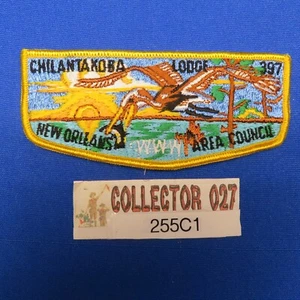 CHILANTAKOBA LODGE 397
NEW ORLEANS WWW AREA COUNCIL
COLLECTOR 027
255C1